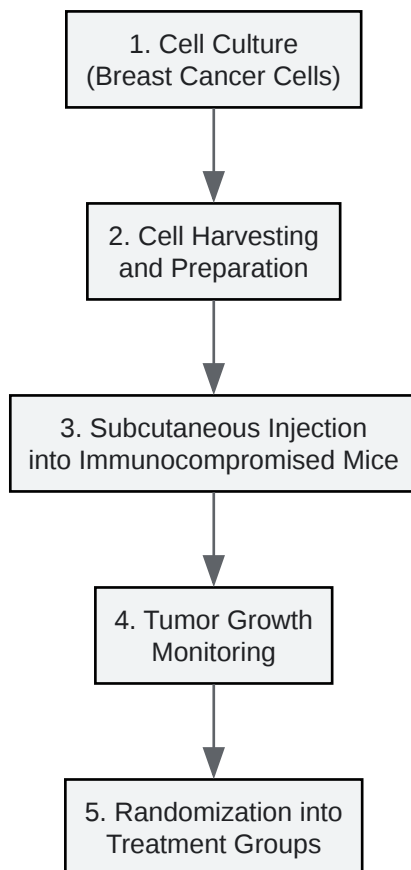 1. Cell Culture
(Breast Cancer Cells)
2. Cell Harvesting
and Preparation
3. Subcutaneous Injection
into Immunocompromised Mice
4. Tumor Growth
Monitoring
5. Randomization into
Treatment Groups